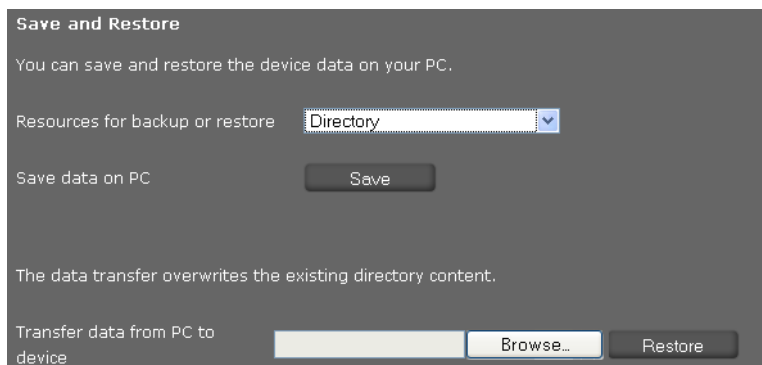 Save and Restore
You can save and restore the device data on your PC.
Resources for backup or restore Directory
Save data on PC Save
The data transfer overwrites the existing directory content.
Transfer data from PC to
device Browse... Restore